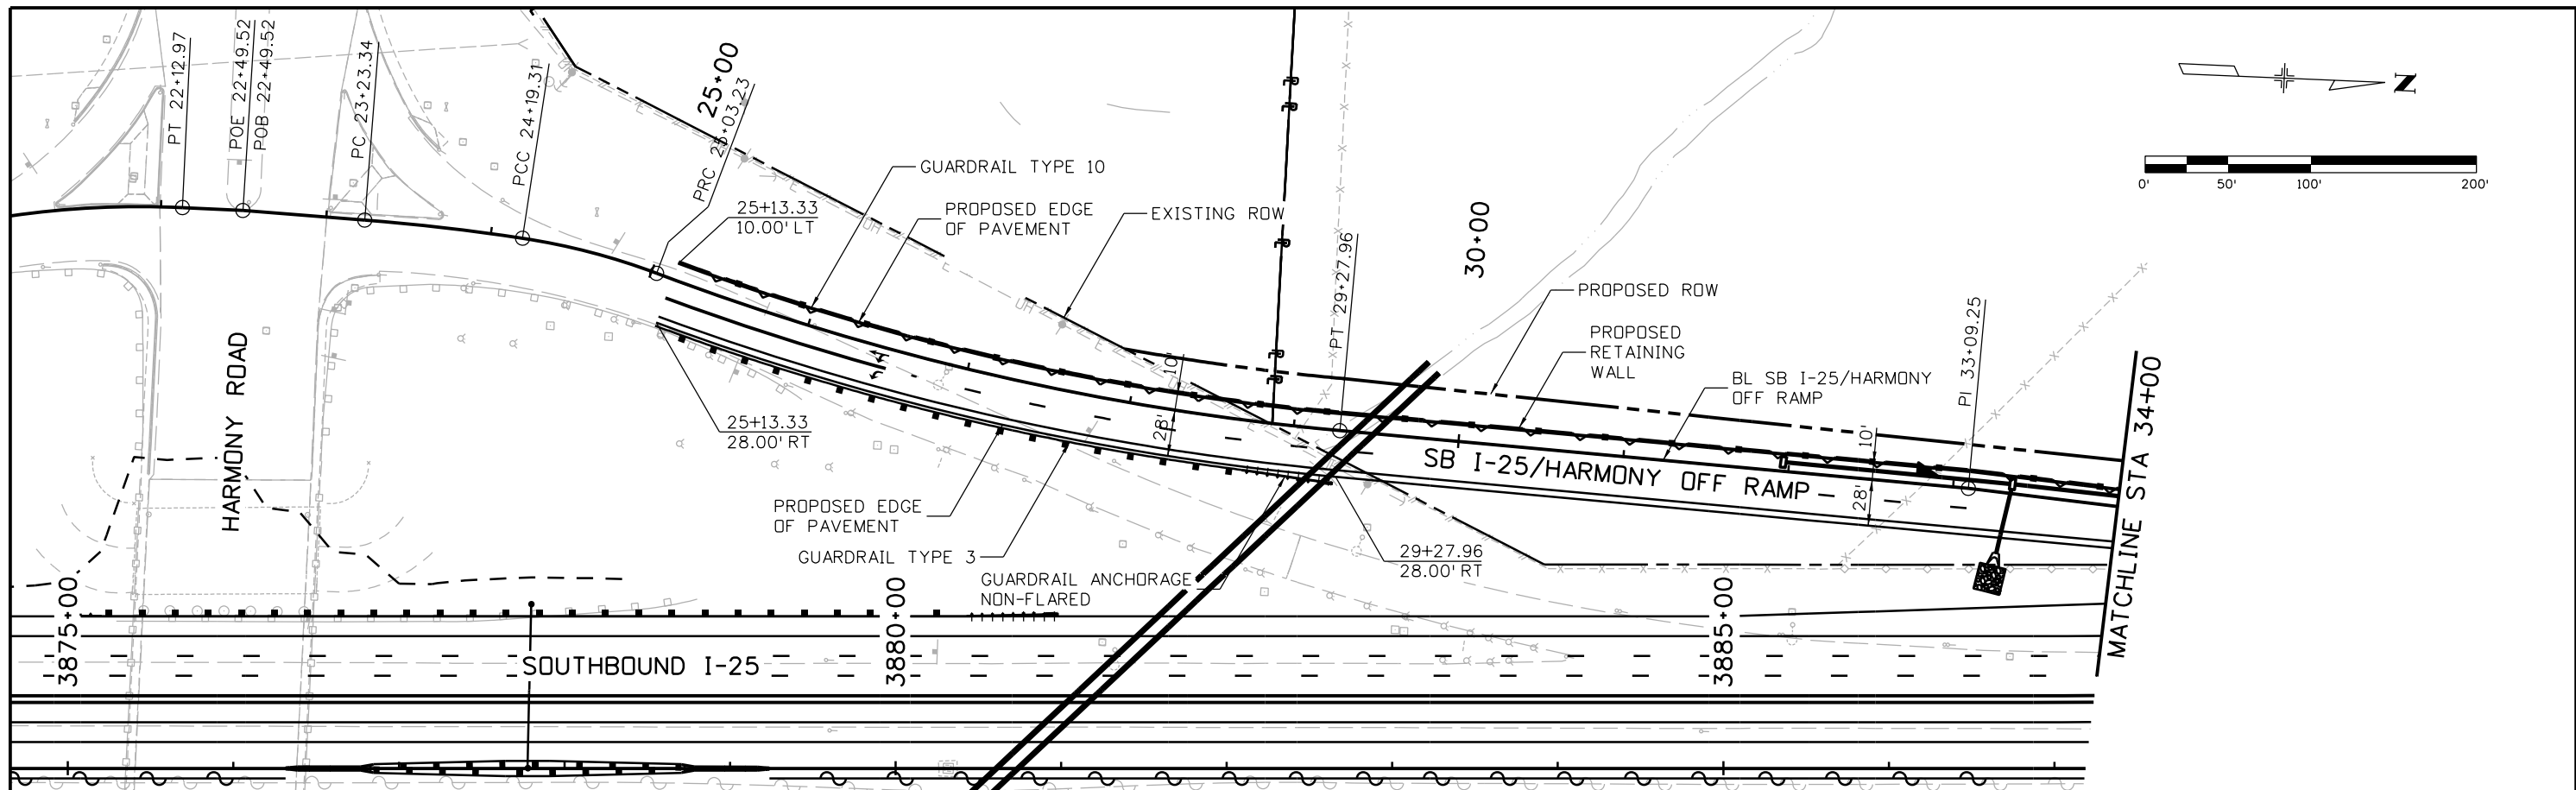 PT 22+12.97
POE 22+49.52
POB 22+49.52
PC 23+23.34
PCC 24+19.31
25+00
PRC 25+03.23
25+13.33
10.00' LT
GUARDRAIL TYPE 10
PROPOSED EDGE
OF PAVEMENT
EXISTING ROW
PT 29+27.96
30+00
PROPOSED ROW
PROPOSED
RETAINING
WALL
BL SB I-25/HARMONY
OFF RAMP
PI 33+09.25
N
0'
50'
100'
200'
HARMONY ROAD
25+13.33
28.00' RT
10'
28'
PL
PL
PL
PL
PL
SB I-25/HARMONY OFF RAMP
10'
28'
PROPOSED EDGE
OF PAVEMENT
GUARDRAIL TYPE 3
GUARDRAIL ANCHORAGE
NON-FLARED
29+27.96
28.00' RT
MATCHLINE STA 34+00
3875+00
3880+00
3885+00
SOUTHBOUND I-25